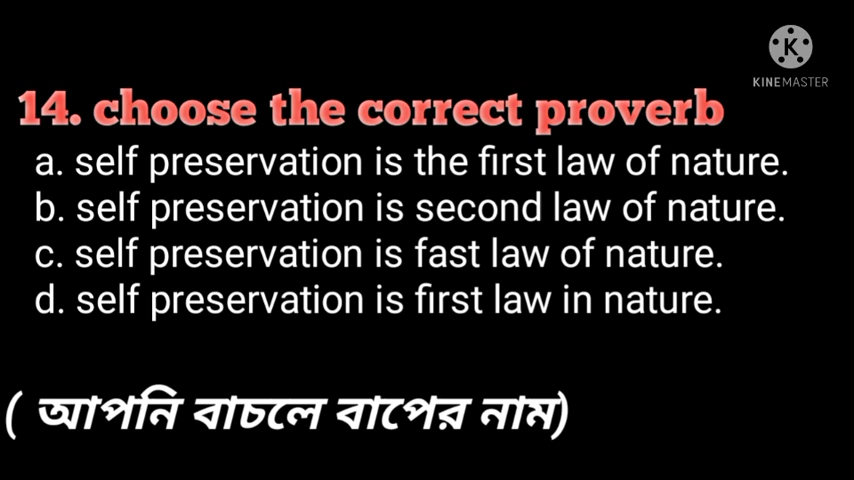 K
KINEMASTER
14. choose the correct proverb
a. self preservation is the first law of nature.
b. self preservation is second law of nature.
c. self preservation is fast law of nature.
d. self preservation is first law in nature.
( আপনি বাচলে বাপের নাম)